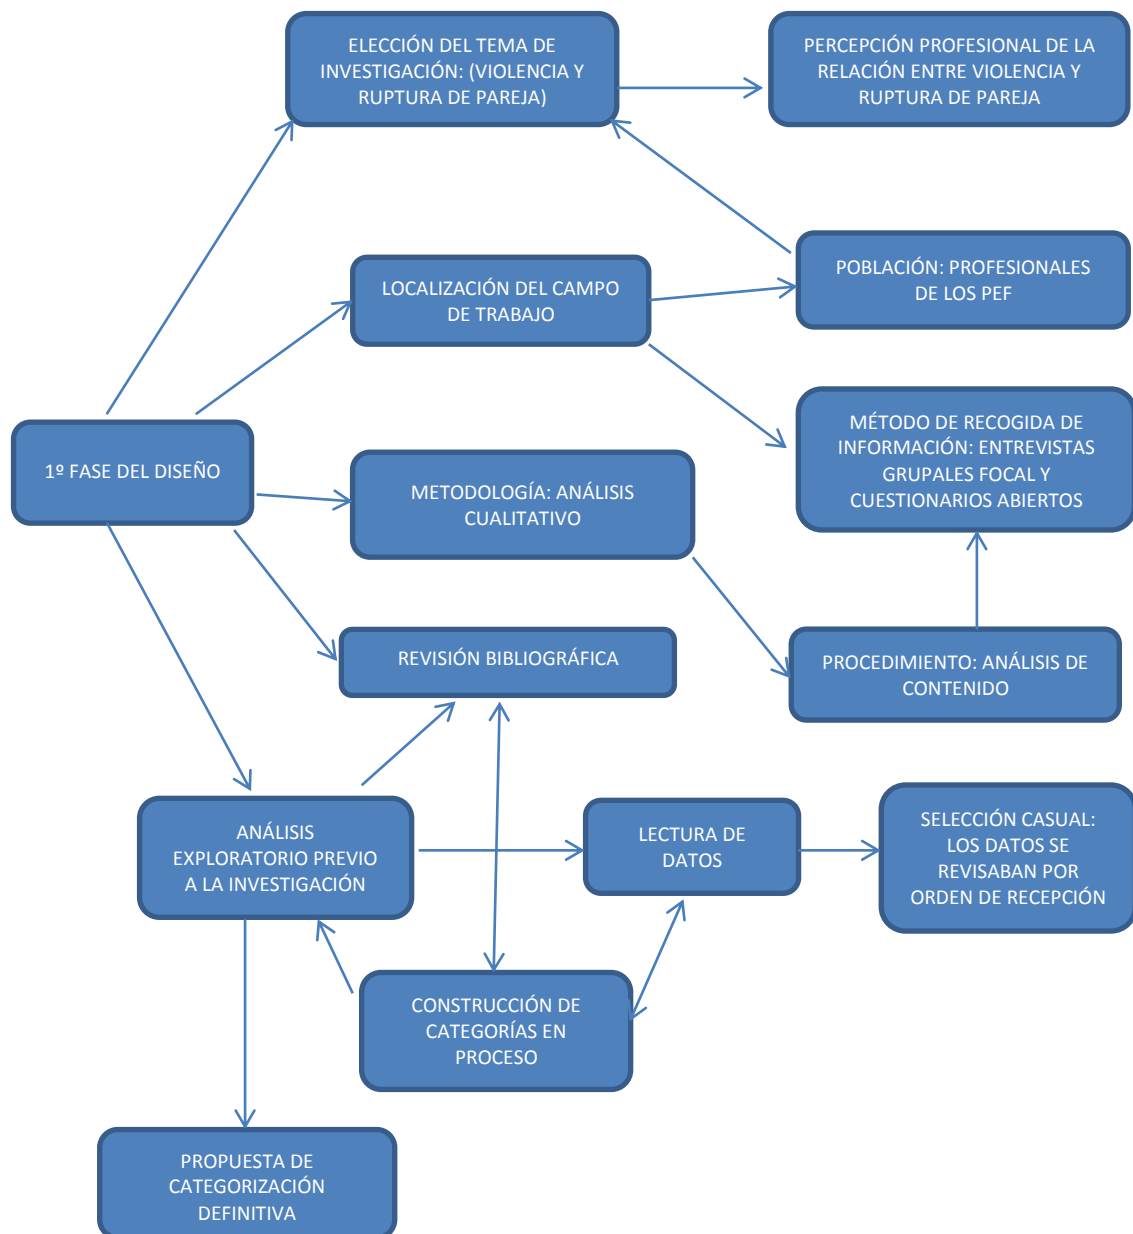 ELECCIÓN DEL TEMA DE
INVESTIGACIÓN: (VIOLENCIA Y
RUPTURA DE PAREJA)
PERCEPCIÓN PROFESIONAL DE LA
RELACIÓN ENTRE VIOLENCIA Y
RUPTURA DE PAREJA
LOCALIZACIÓN DEL CAMPO
DE TRABAJO
POBLACIÓN: PROFESIONALES
DE LOS PEF
1º FASE DEL DISEÑO
METODOLOGÍA: ANÁLISIS
CUALITATIVO
MÉTODO DE RECOGIDA DE
INFORMACIÓN: ENTREVISTAS
GRUPALES FOCAL Y
CUESTIONARIOS ABIERTOS
REVISIÓN BIBLIOGRÁFICA
PROCEDIMIENTO: ANÁLISIS DE
CONTENIDO
ANÁLISIS
EXPLORATORIO PREVIO
A LA INVESTIGACIÓN
LECTURA DE
DATOS
SELECCIÓN CASUAL:
LOS DATOS SE
REVISABAN POR
ORDEN DE RECEPCIÓN
CONSTRUCCIÓN DE
CATEGORÍAS EN
PROCESO
PROPUESTA DE
CATEGORIZACIÓN
DEFINITIVA